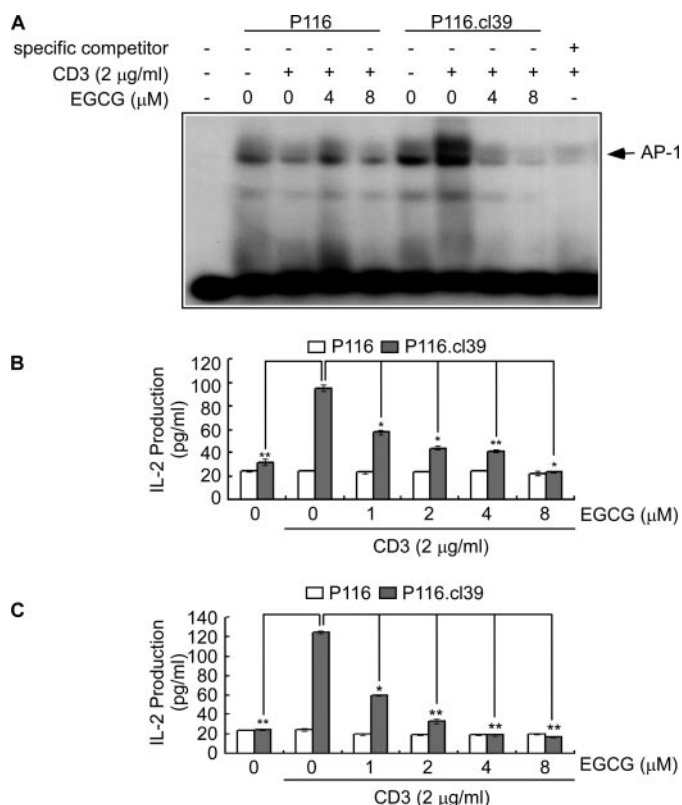 A
P116 P116.cl39
specific competitor - - - - - - - - - +
CD3 (2 μg/ml) - - + + + - + + + +
EGCG (μM) - 0 0 4 8 0 0 4 8 -
AP-1
B
P116 P116.cl39
IL-2 Production
(pg/ml)
120
100
80
60
40
20
0
** * * ** *
0 0 1 2 4 8 EGCG (μM)
CD3 (2 μg/ml)
C
P116 P116.cl39
IL-2 Production
(pg/ml)
140
120
100
80
60
40
20
0
** * ** ** **
0 0 1 2 4 8 EGCG (μM)
CD3 (2 μg/ml)